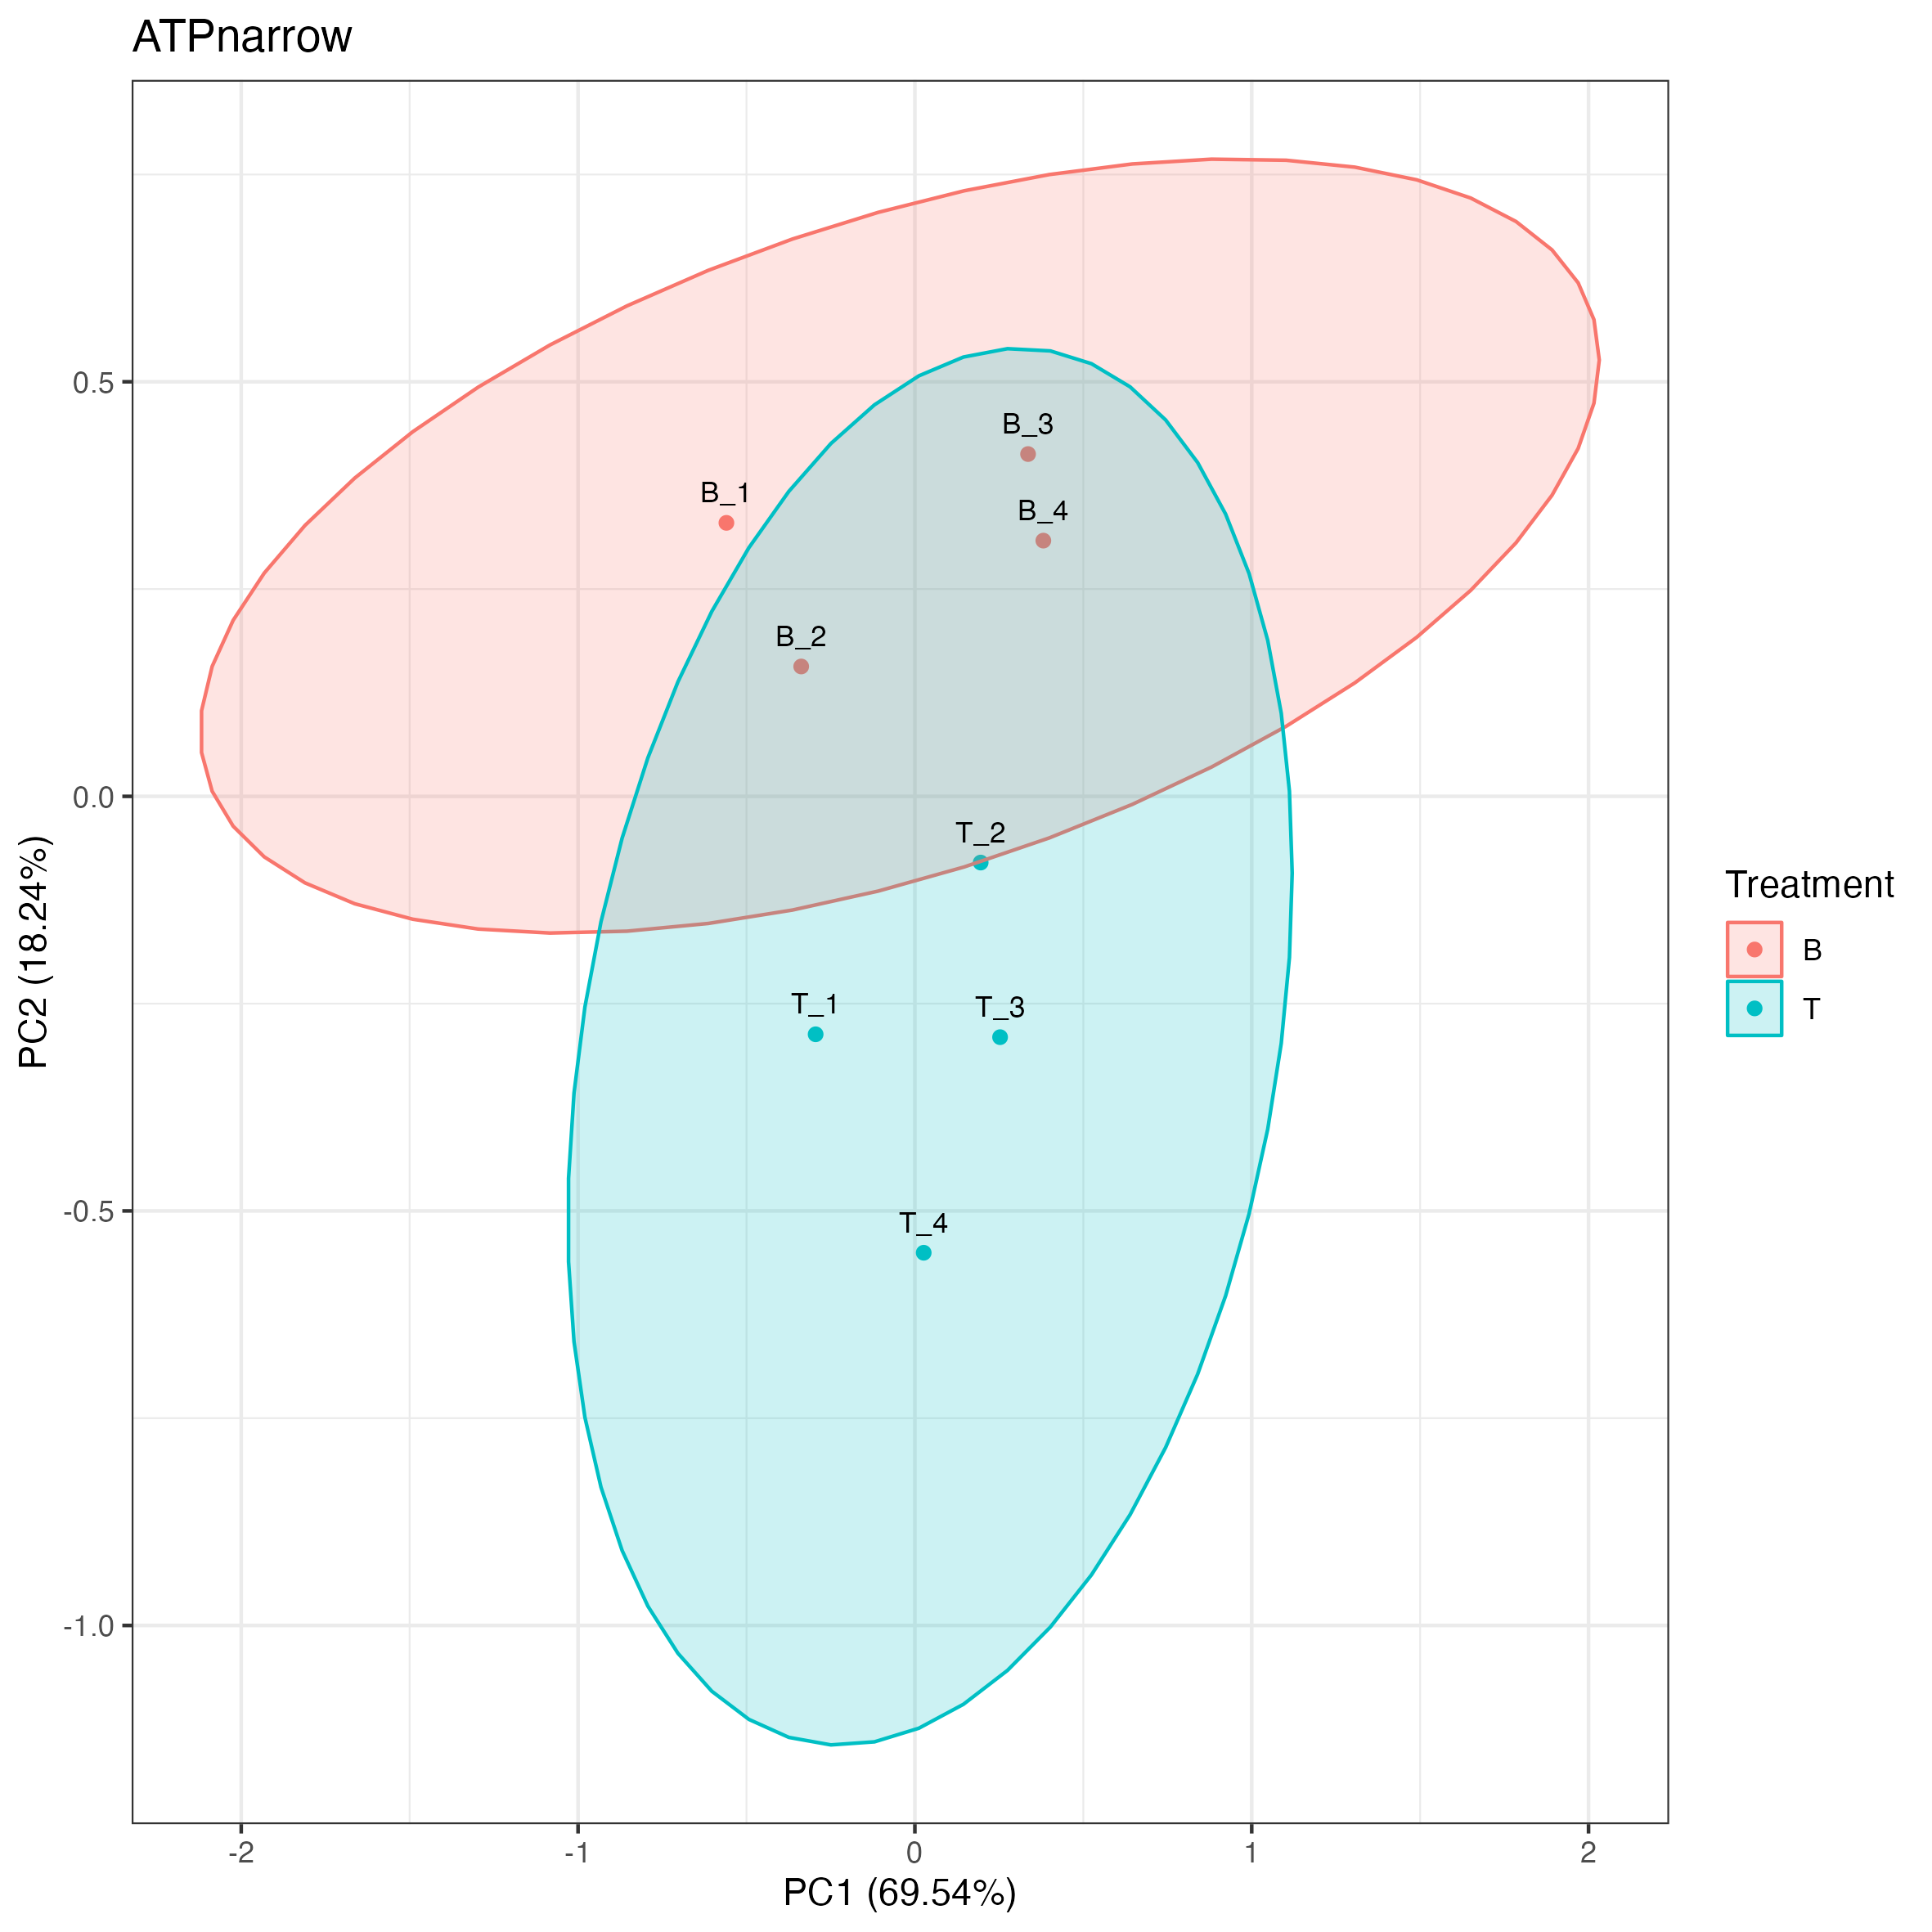 ATPnarrow
B_3
B_1
B_4
B_2
T_2
T_1
T_3
T_4
0.5
0.0
-0.5
-1.0
PC2 (18.24%)
-2
-1
0
1
2
PC1 (69.54%)
Treatment
B
T